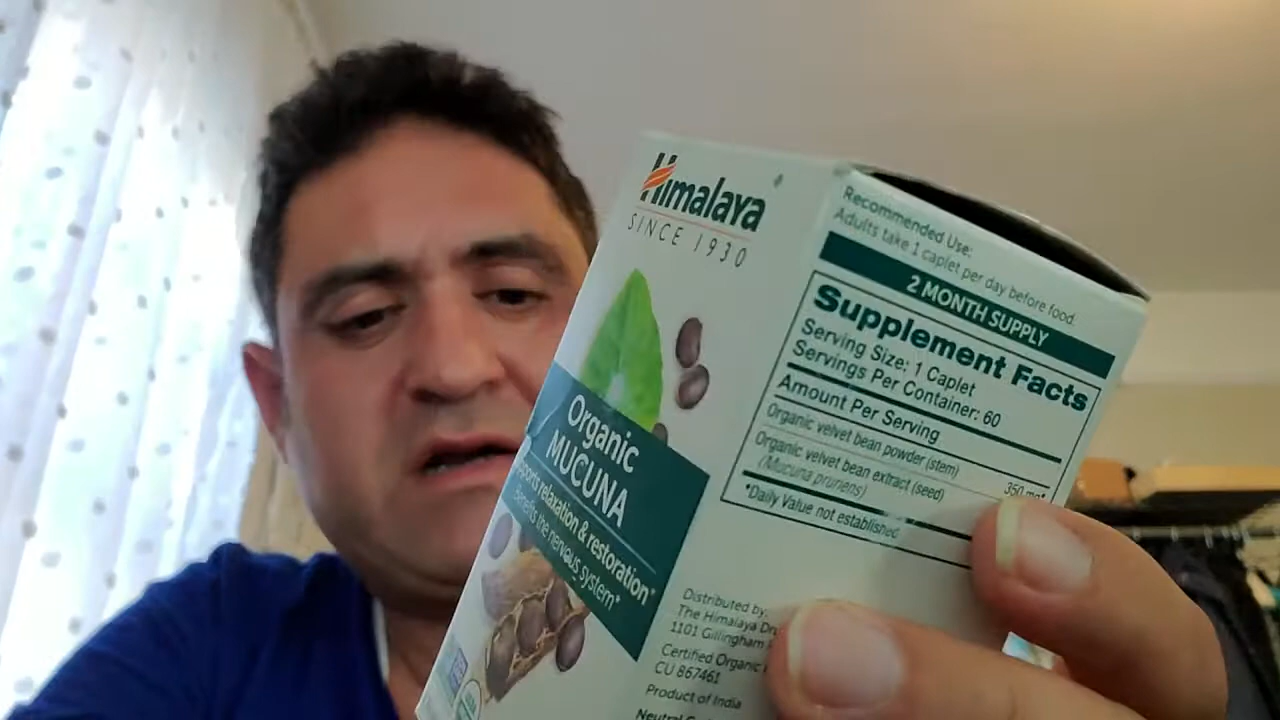 Himalaya
SINCE 1930
Organic
MUCUNA
relaxation & restoration*
the nervous system*
Recommended Use:
Adults take 1 caplet per day before food.
2 MONTH SUPPLY
Supplement Facts
Serving Size: 1 Caplet
Servings Per Container: 60
Amount Per Serving
Organic velvet bean powder (stem)
350 mg*
Organic velvet bean extract (seed)
(Mucuna pruriens)
*Daily Value not established
Distributed by:
The Himalaya
1101 Gillingham
Certified Organic
CU 867461
Product of India